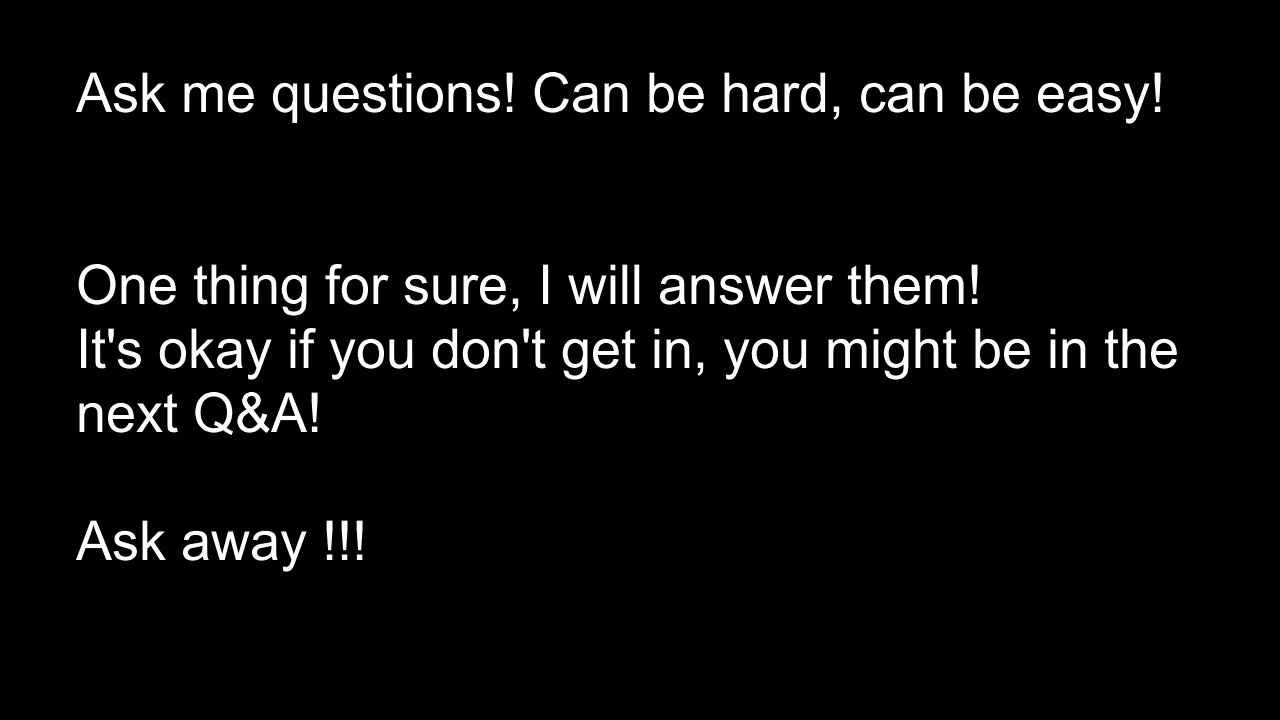 Ask me questions! Can be hard, can be easy!
One thing for sure, I will answer them!
It's okay if you don't get in, you might be in the
next Q&A!
Ask away !!!